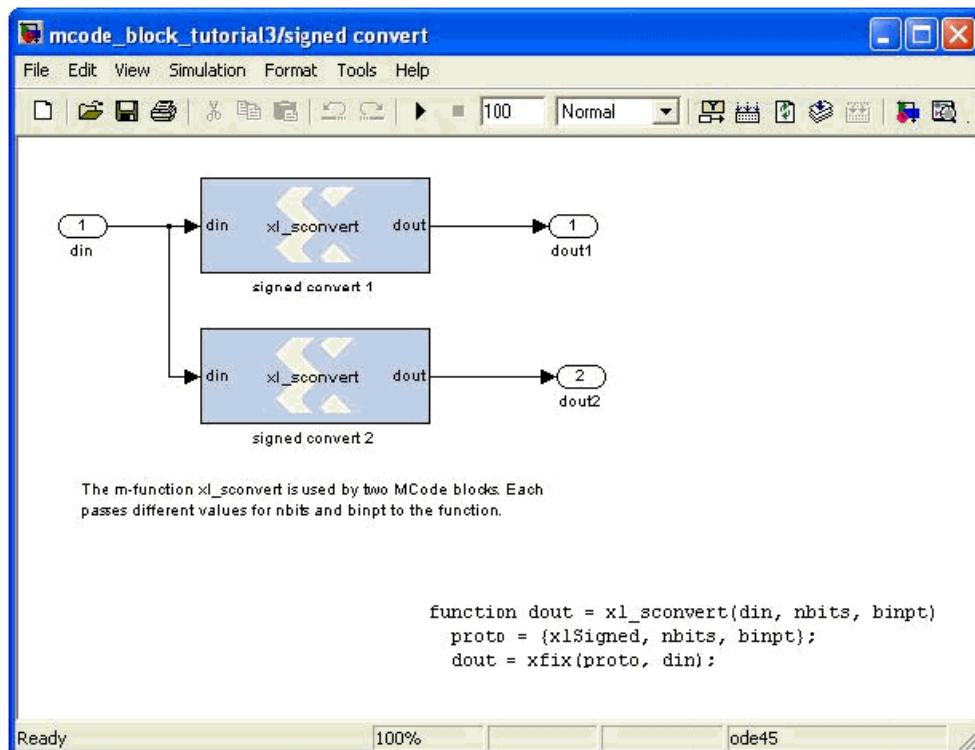 mcode_block_tutorial3/signed convert
File Edit View Simulation Format Tools Help
100 Normal
1
din
din xl_sconvert dout
signed convert 1
1
dout1
din xl_sconvert dout
signed convert 2
2
dout2
The m-function xl_sconvert is used by two MCode blocks. Each
passes different values for nbits and binpt to the function.
function dout = xl_sconvert(din, nbits, binpt)
proto = {xlSigned, nbits, binpt};
dout = xfix(proto, din);
Ready 100% ode45